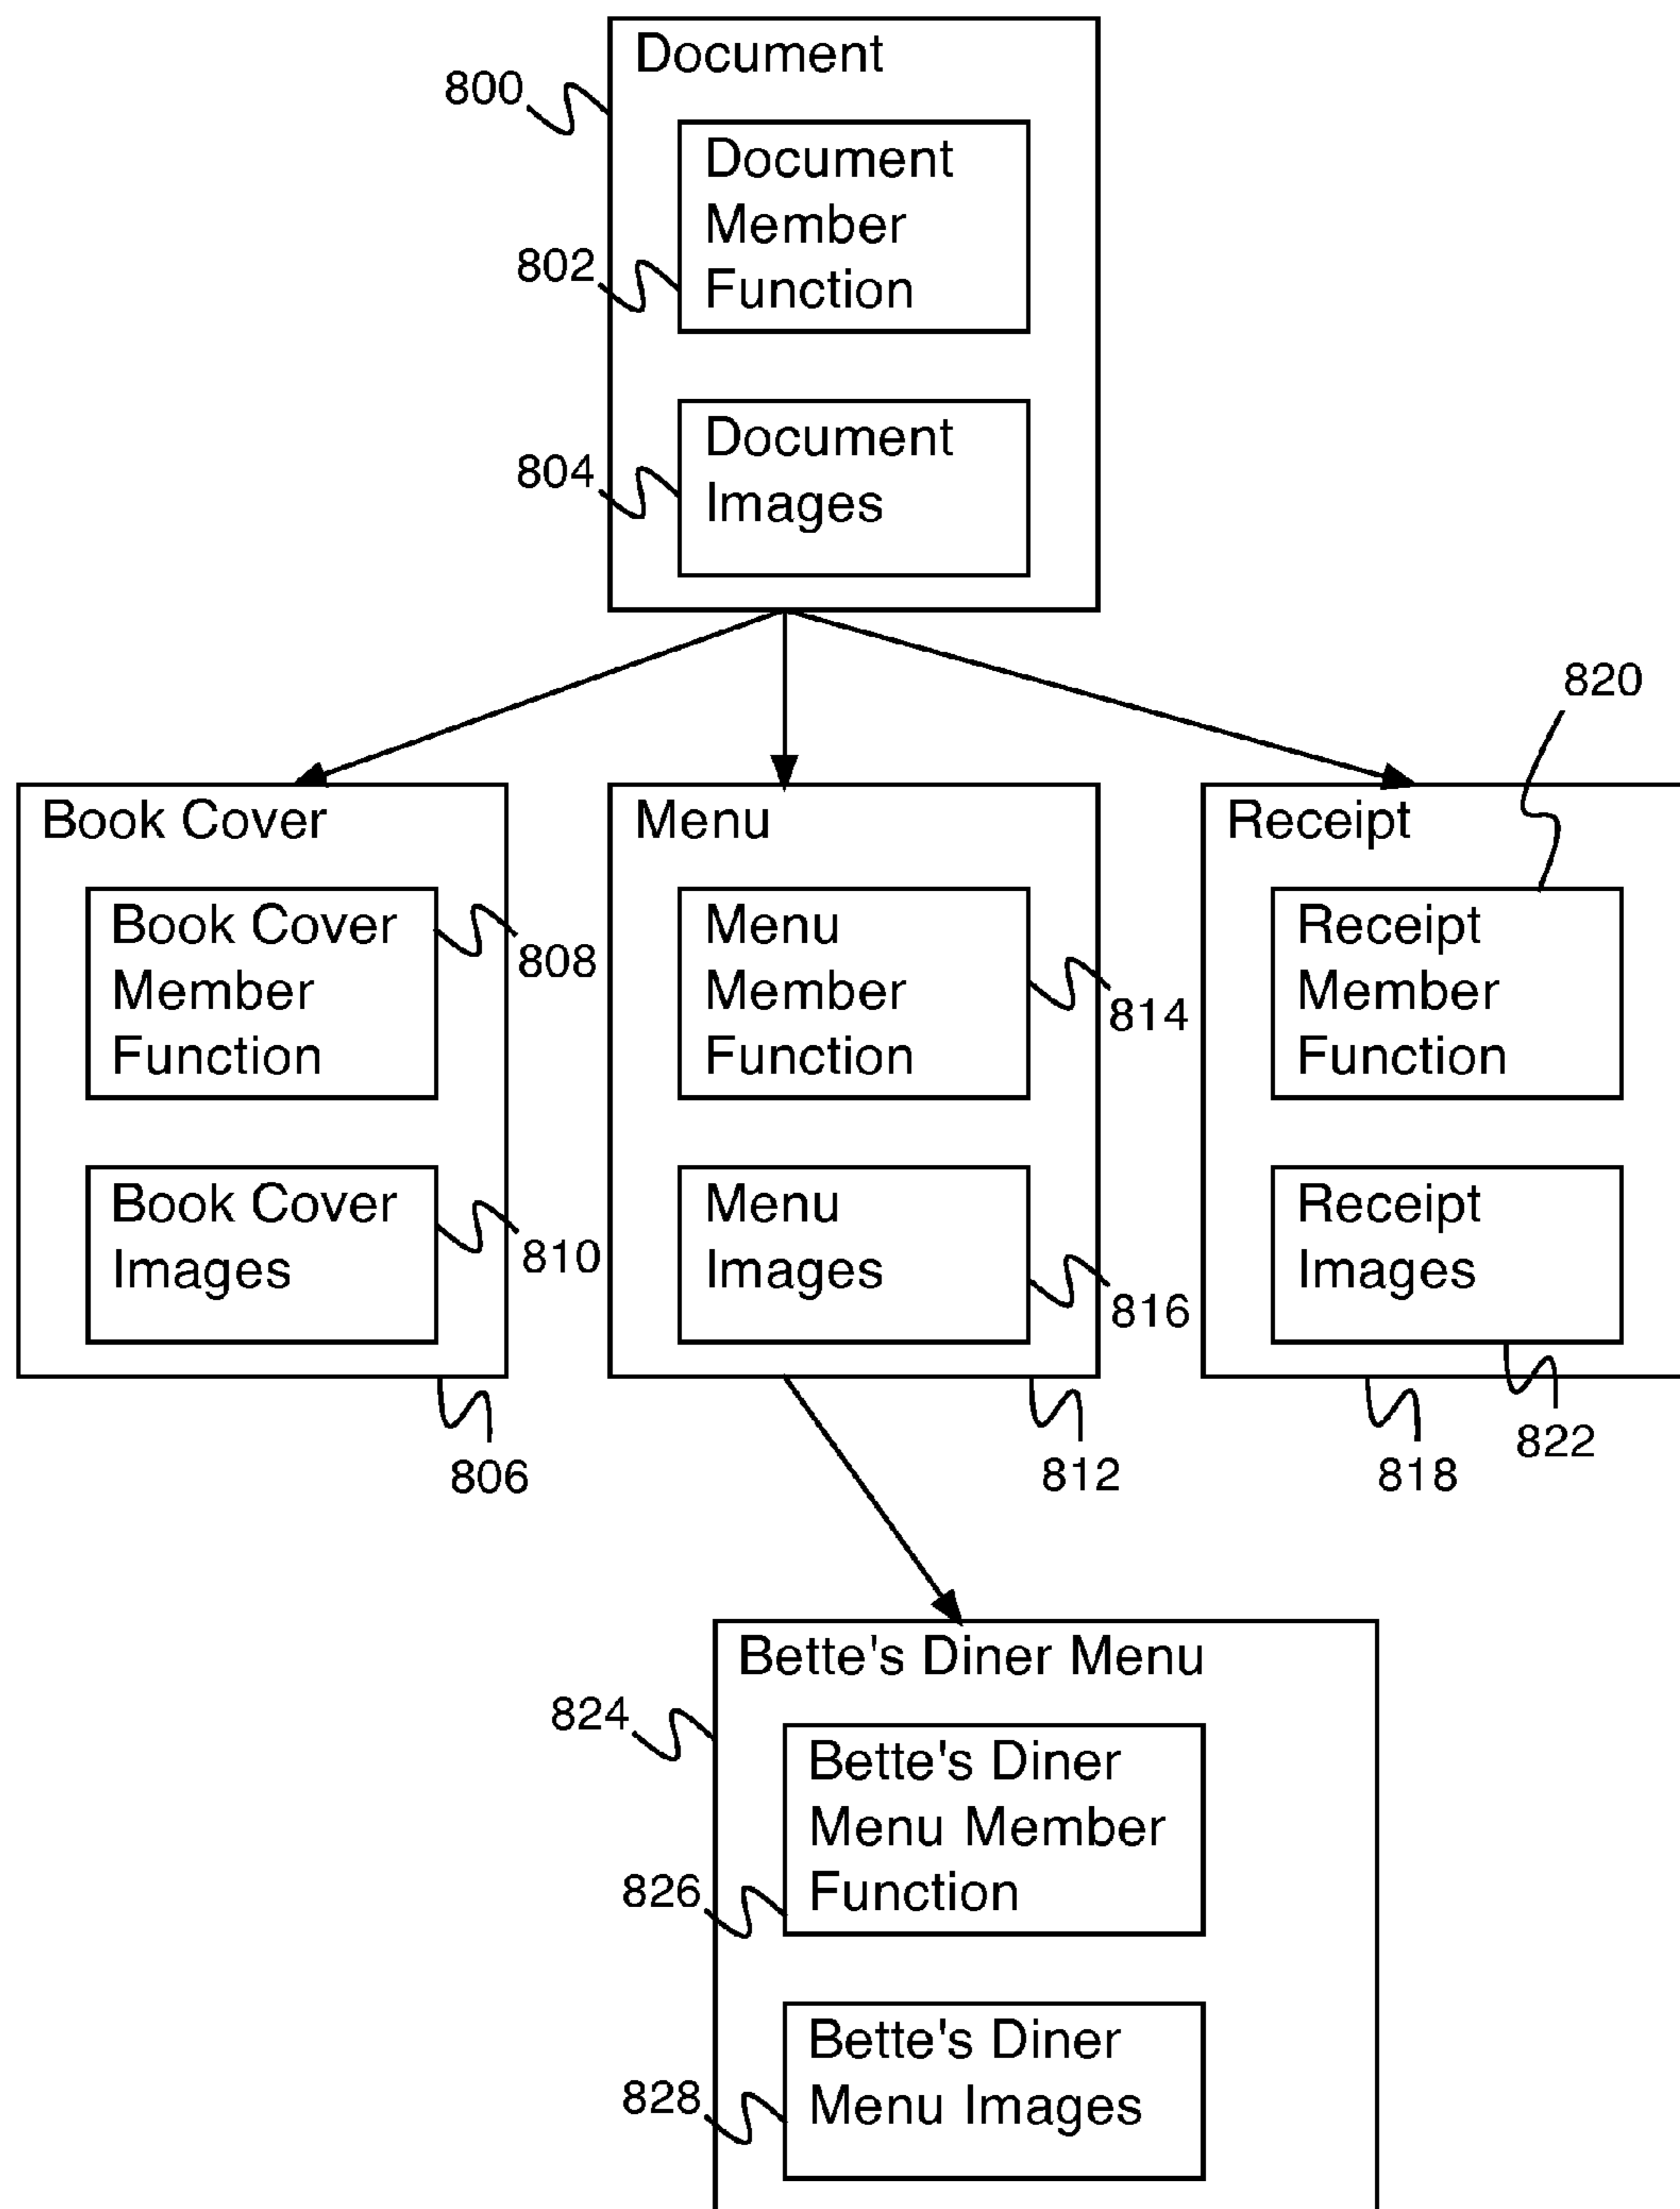 Document
800
Document
Member
802
Function
Document
804
Images
820
Book Cover
Menu
Receipt
Book Cover
Member
Function
808
Menu
Member
Function
814
Receipt
Member
Function
Book Cover
Images
810
Menu
Images
816
Receipt
Images
806
812
818
822
Bette's Diner Menu
824
Bette's Diner
Menu Member
Function
826
Bette's Diner
Menu Images
828